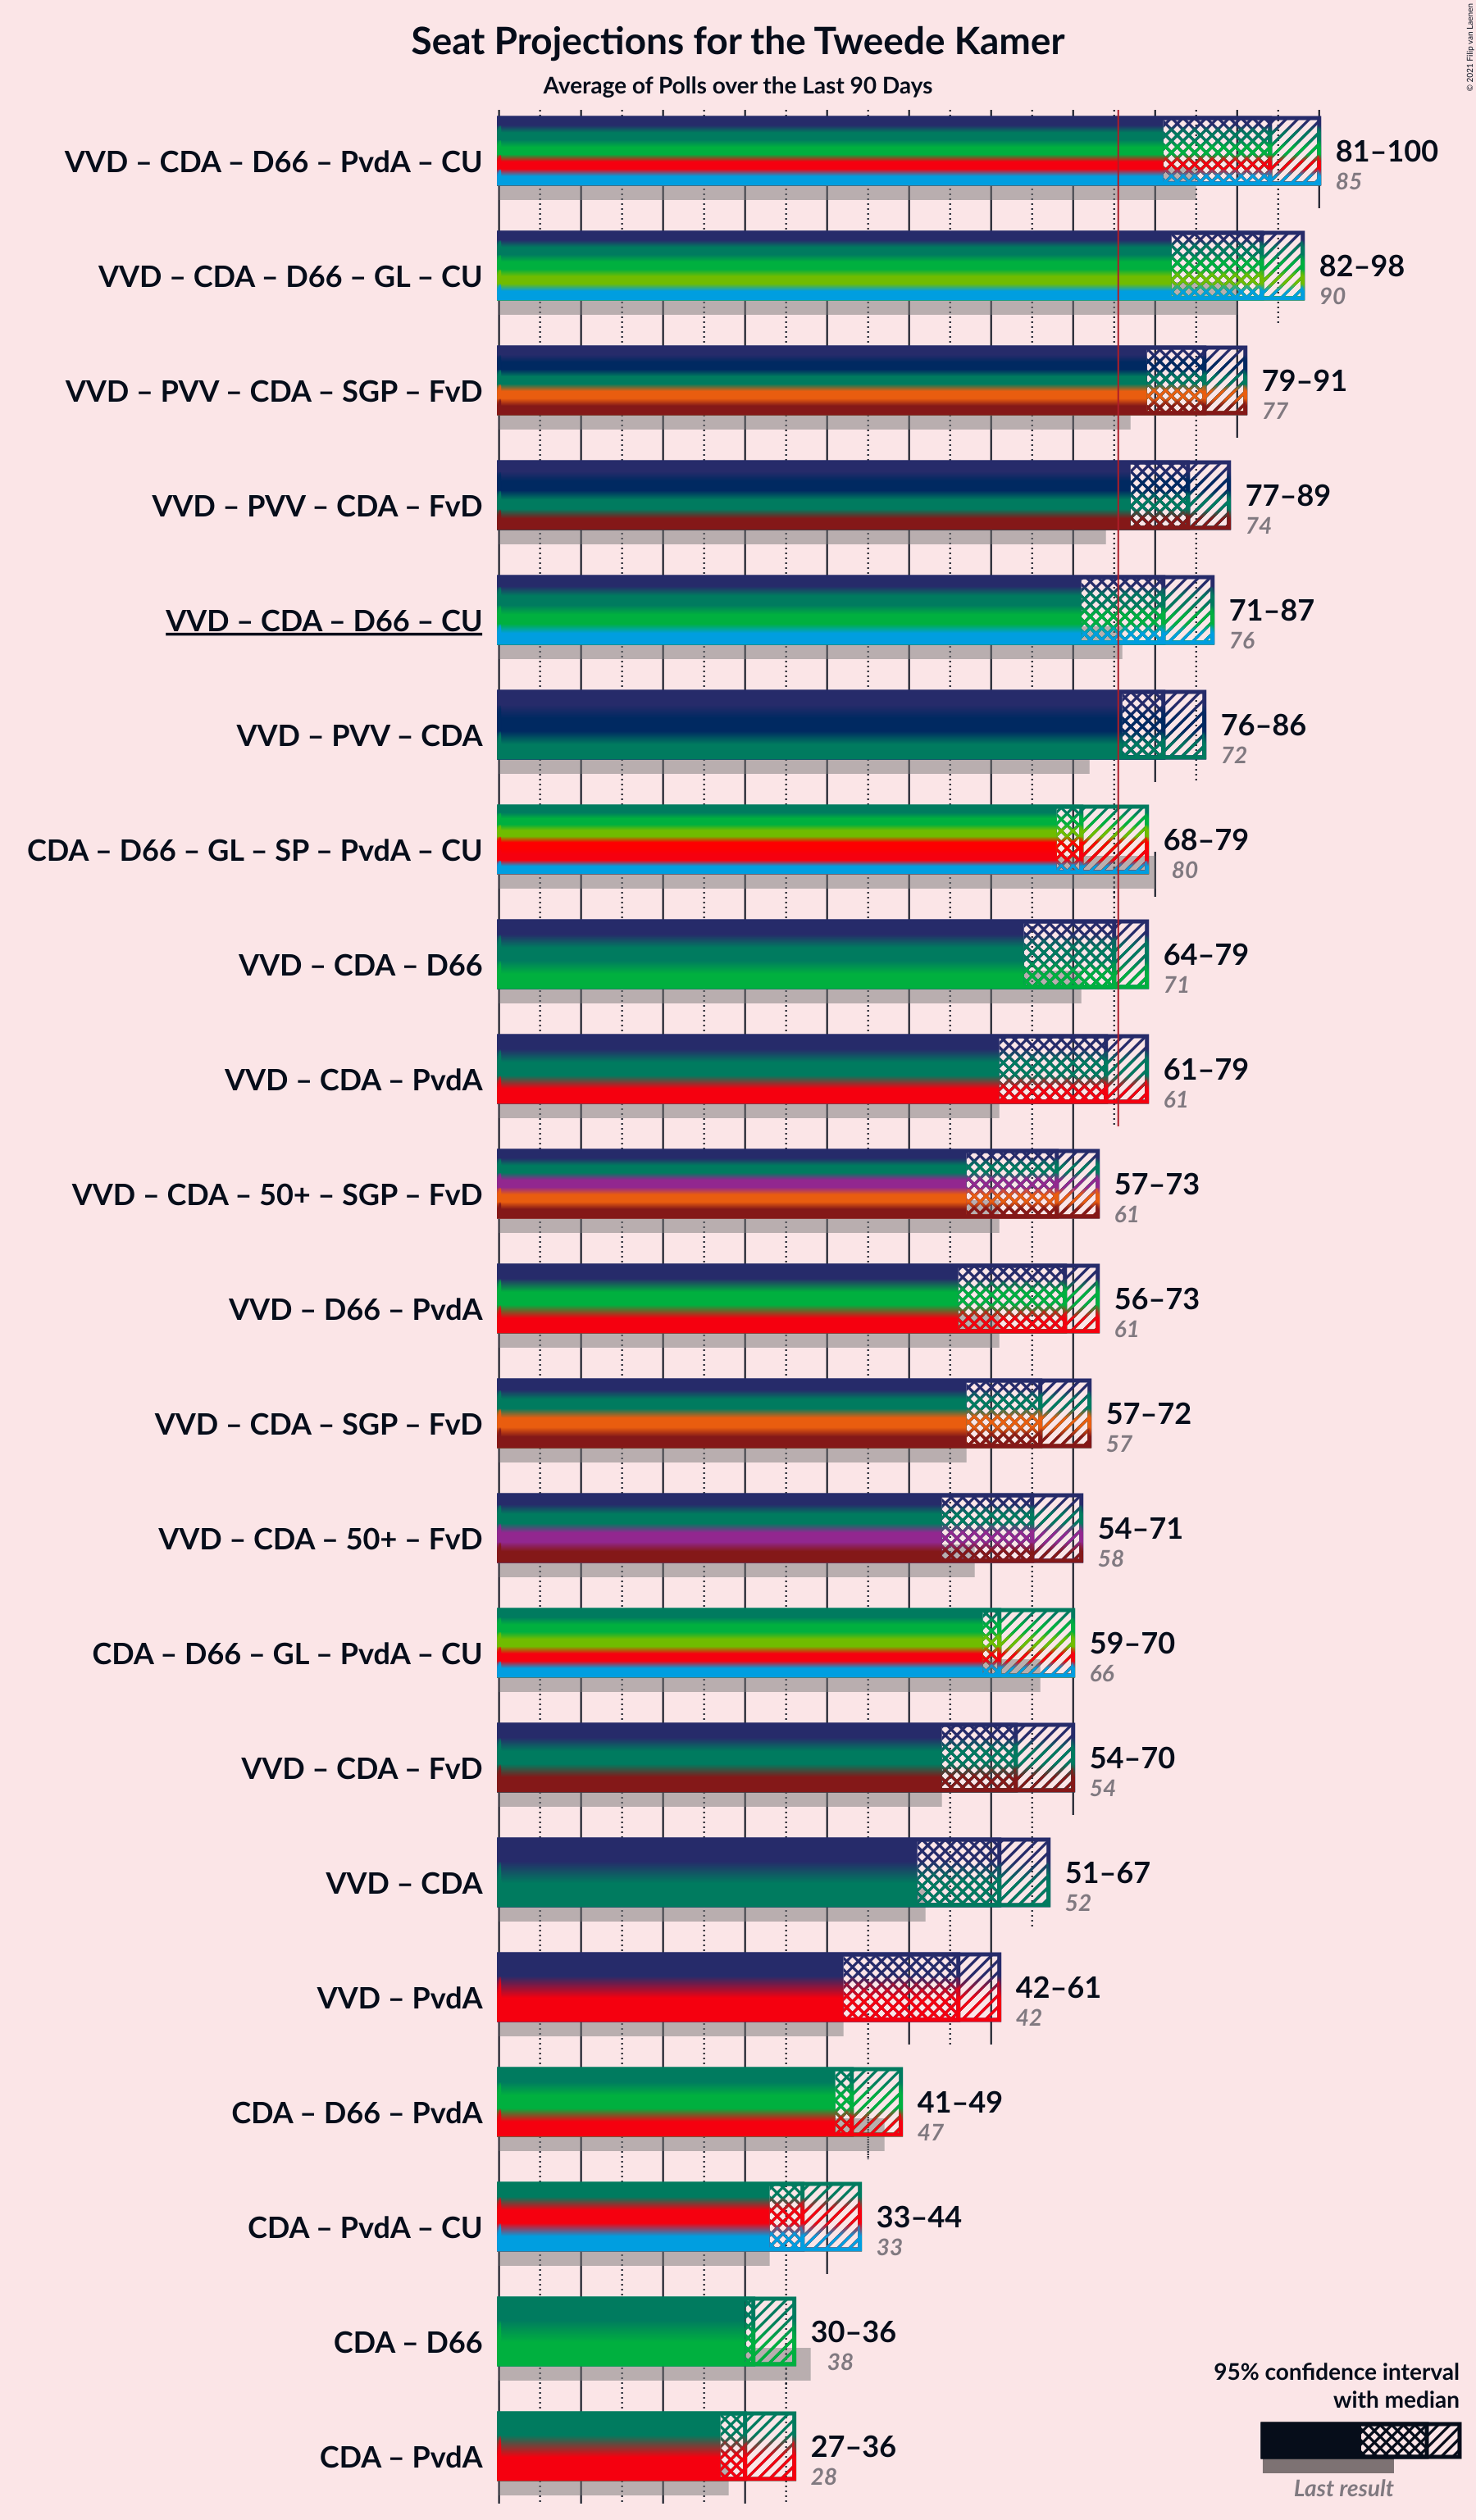 Seat Projections for the Tweede Kamer
Average of Polls over the Last 90 Days
© 2021 Filip van Laenen
VVD – CDA – D66 – PvdA – CU
81–100
85
VVD – CDA – D66 – GL – CU
82–98
90
VVD – PVV – CDA – SGP – FvD
79–91
77
VVD – PVV – CDA – FvD
77–89
74
VVD – CDA – D66 – CU
71–87
76
VVD – PVV – CDA
76–86
72
CDA – D66 – GL – SP – PvdA – CU
68–79
80
VVD – CDA – D66
64–79
71
VVD – CDA – PvdA
61–79
61
VVD – CDA – 50+ – SGP – FvD
57–73
61
VVD – D66 – PvdA
56–73
61
VVD – CDA – SGP – FvD
57–72
57
VVD – CDA – 50+ – FvD
54–71
58
CDA – D66 – GL – PvdA – CU
59–70
66
VVD – CDA – FvD
54–70
54
VVD – CDA
51–67
52
VVD – PvdA
42–61
42
CDA – D66 – PvdA
41–49
47
CDA – PvdA – CU
33–44
33
CDA – D66
30–36
38
CDA – PvdA
27–36
28
95% confidence interval
with median
Last result